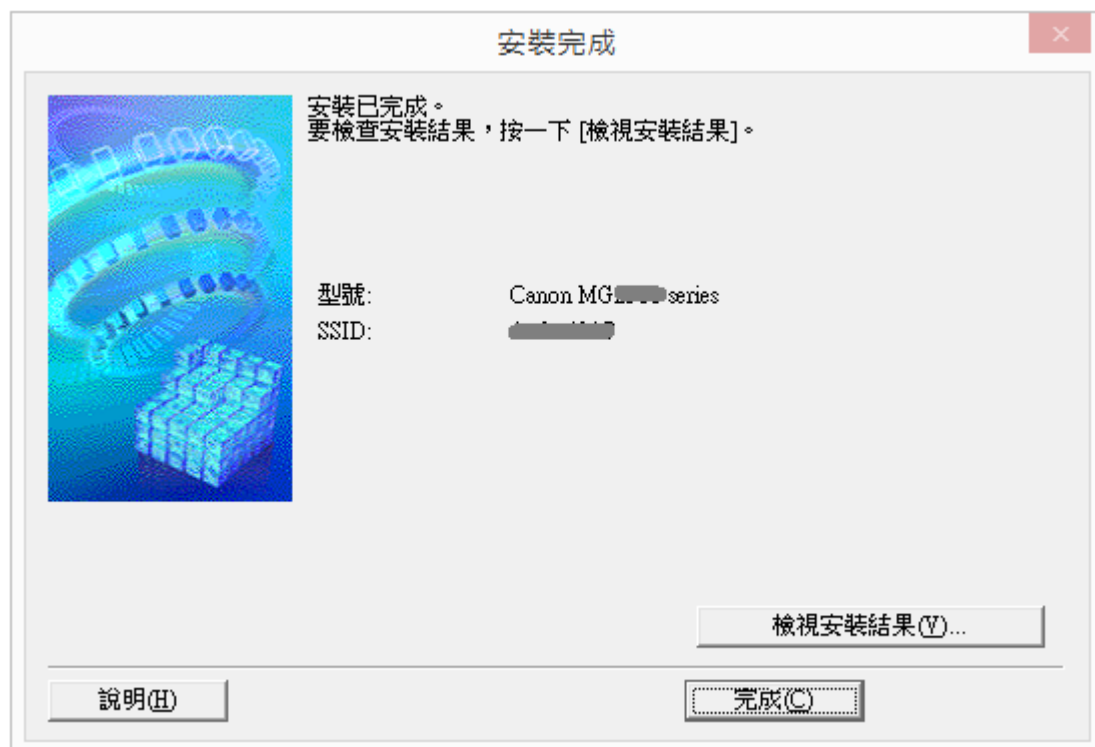 安裝完成
安裝已完成。
要檢查安裝結果，按一下 [檢視安裝結果]。
型號: Canon MG series
SSID:
檢視安裝結果(V)...
說明(H)
完成(C)